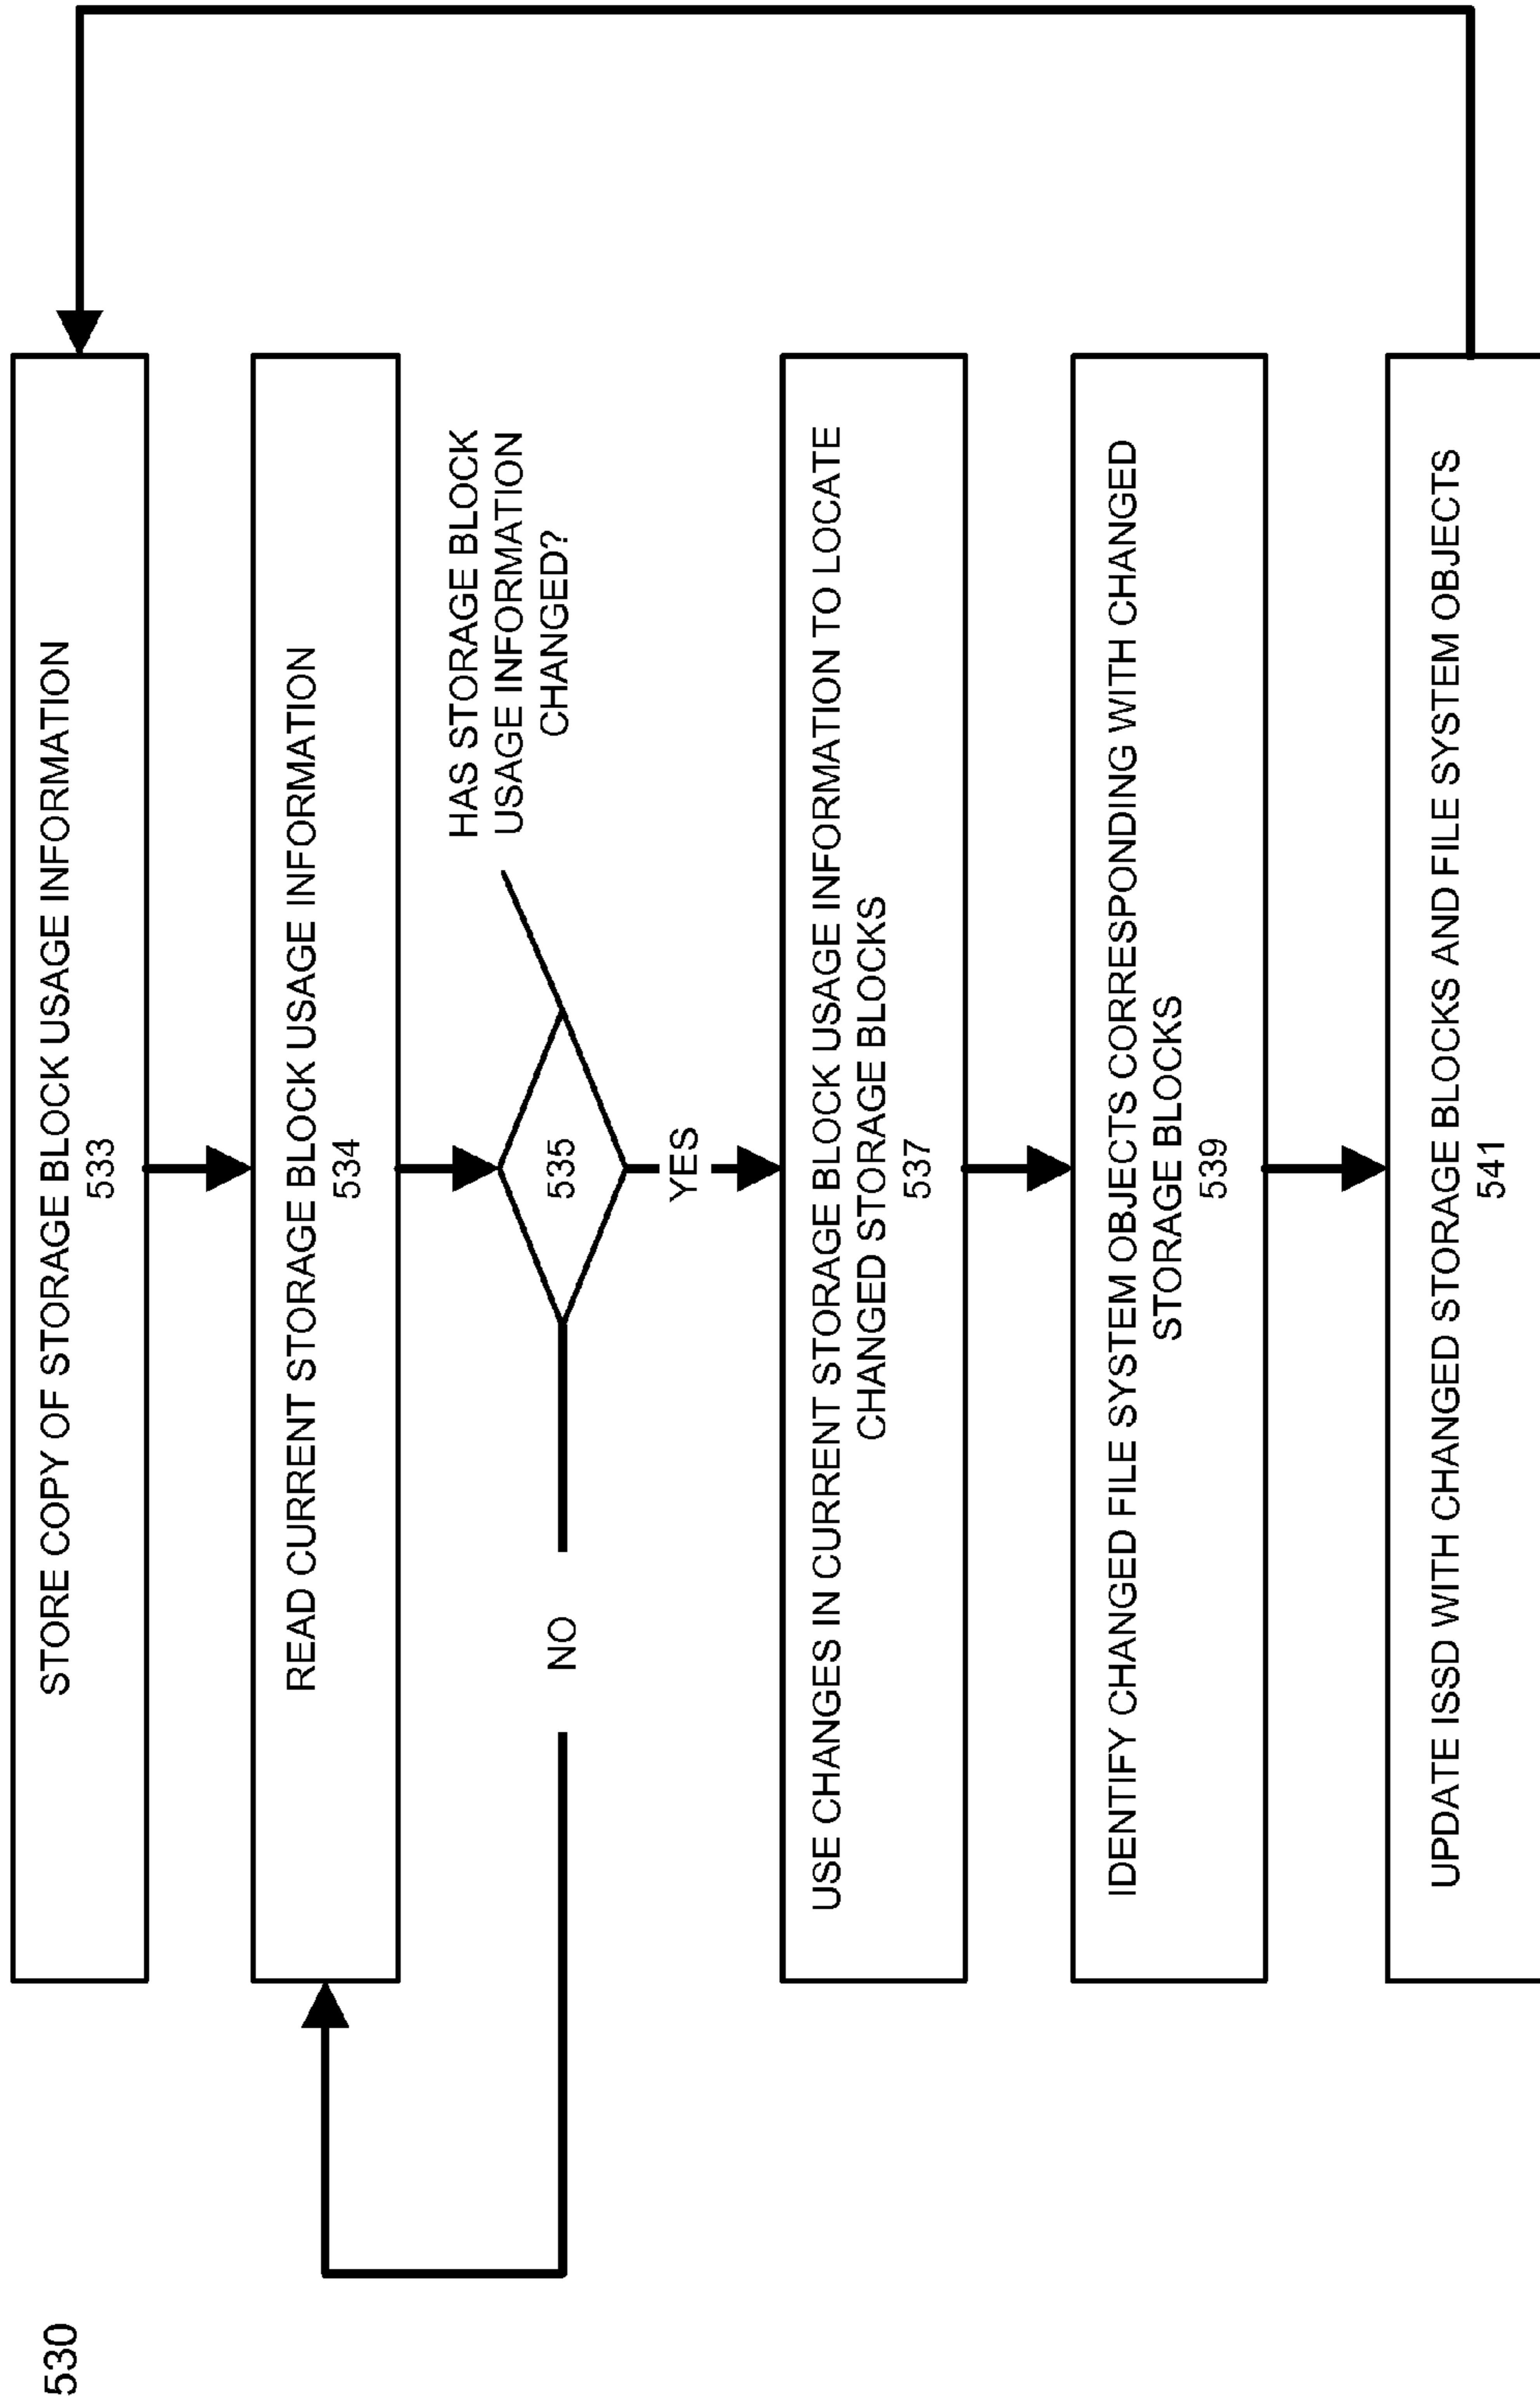 530
STORE COPY OF STORAGE BLOCK USAGE INFORMATION
533
READ CURRENT STORAGE BLOCK USAGE INFORMATION
534
HAS STORAGE BLOCK
USAGE INFORMATION
CHANGED?
535
NO
YES
USE CHANGES IN CURRENT STORAGE BLOCK USAGE INFORMATION TO LOCATE
CHANGED STORAGE BLOCKS
537
IDENTIFY CHANGED FILE SYSTEM OBJECTS CORRESPONDING WITH CHANGED
STORAGE BLOCKS
539
UPDATE ISSD WITH CHANGED STORAGE BLOCKS AND FILE SYSTEM OBJECTS
541